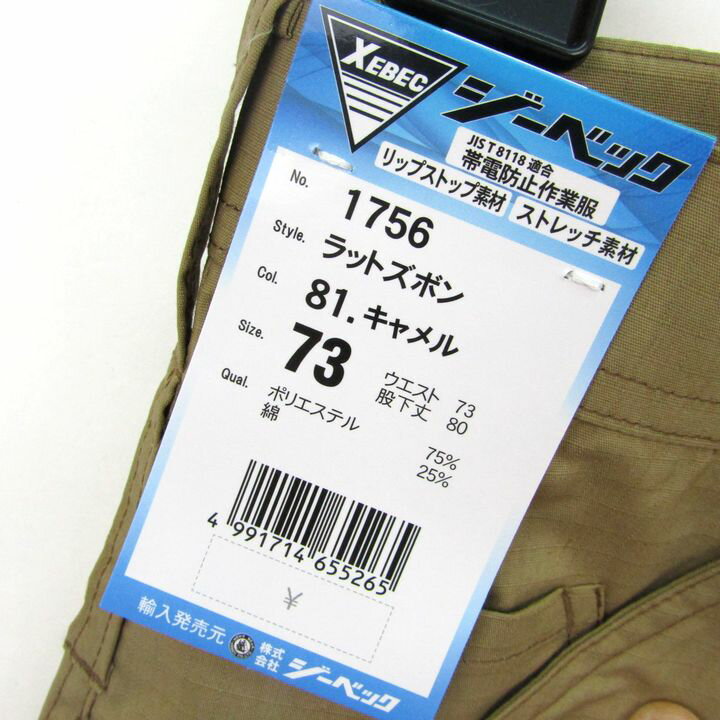 XEBEC
ジーベック
JIS T 8118 適合
帯電防止作業服
リップストップ素材
ストレッチ素材
No. 1756
Style. ラットズボン
Col. 81.キャメル
Size. 73
ウエスト 73
股下丈 80
Qual. ポリエステル 75%
綿 25%
4 991714 655265
¥
輸入発売元 株式会社 ジーベック